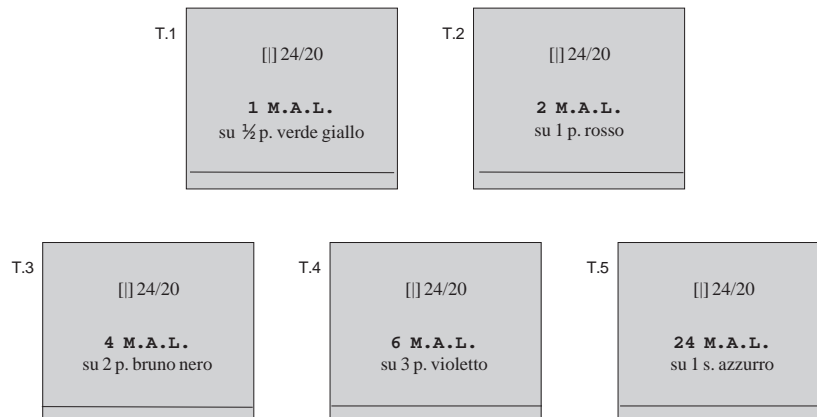 T.1
[|] 24/20
1 M.A.L.
su ½ p. verde giallo
T.2
[|] 24/20
2 M.A.L.
su 1 p. rosso
T.3
[|] 24/20
4 M.A.L.
su 2 p. bruno nero
T.4
[|] 24/20
6 M.A.L.
su 3 p. violetto
T.5
[|] 24/20
24 M.A.L.
su 1 s. azzurro